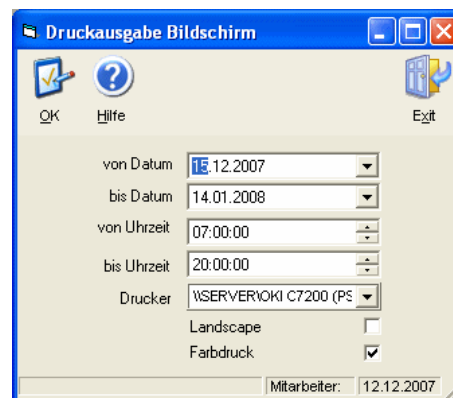 Druckausgabe Bildschirm
OK Hilfe Exit
von Datum 15.12.2007
bis Datum 14.01.2008
von Uhrzeit 07:00:00
bis Uhrzeit 20:00:00
Drucker \\SERVER\OKI C7200 (PS
Landscape
Farbdruck
Mitarbeiter: 12.12.2007